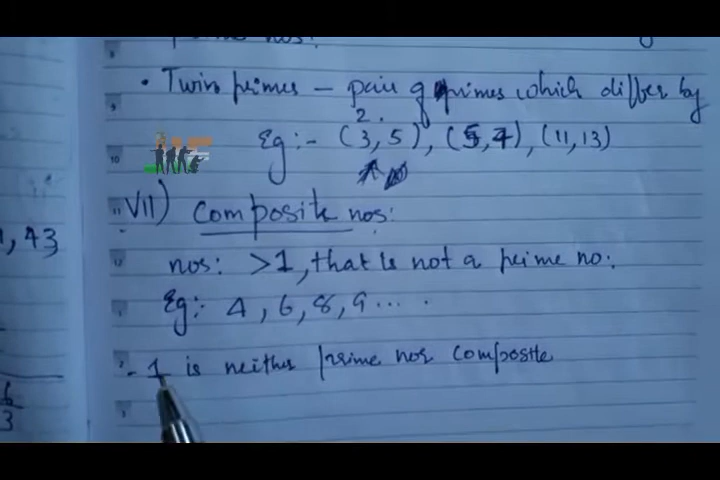 • Twin primes – pair of primes which differ by
2.
Eg:- (3, 5), (5, 7), (11, 13)
VII) Composite nos:
nos: >1, that is not a prime no:
Eg: 4, 6, 8, 9 ... .
- 1 is neither prime nor composite
, 43
6
3